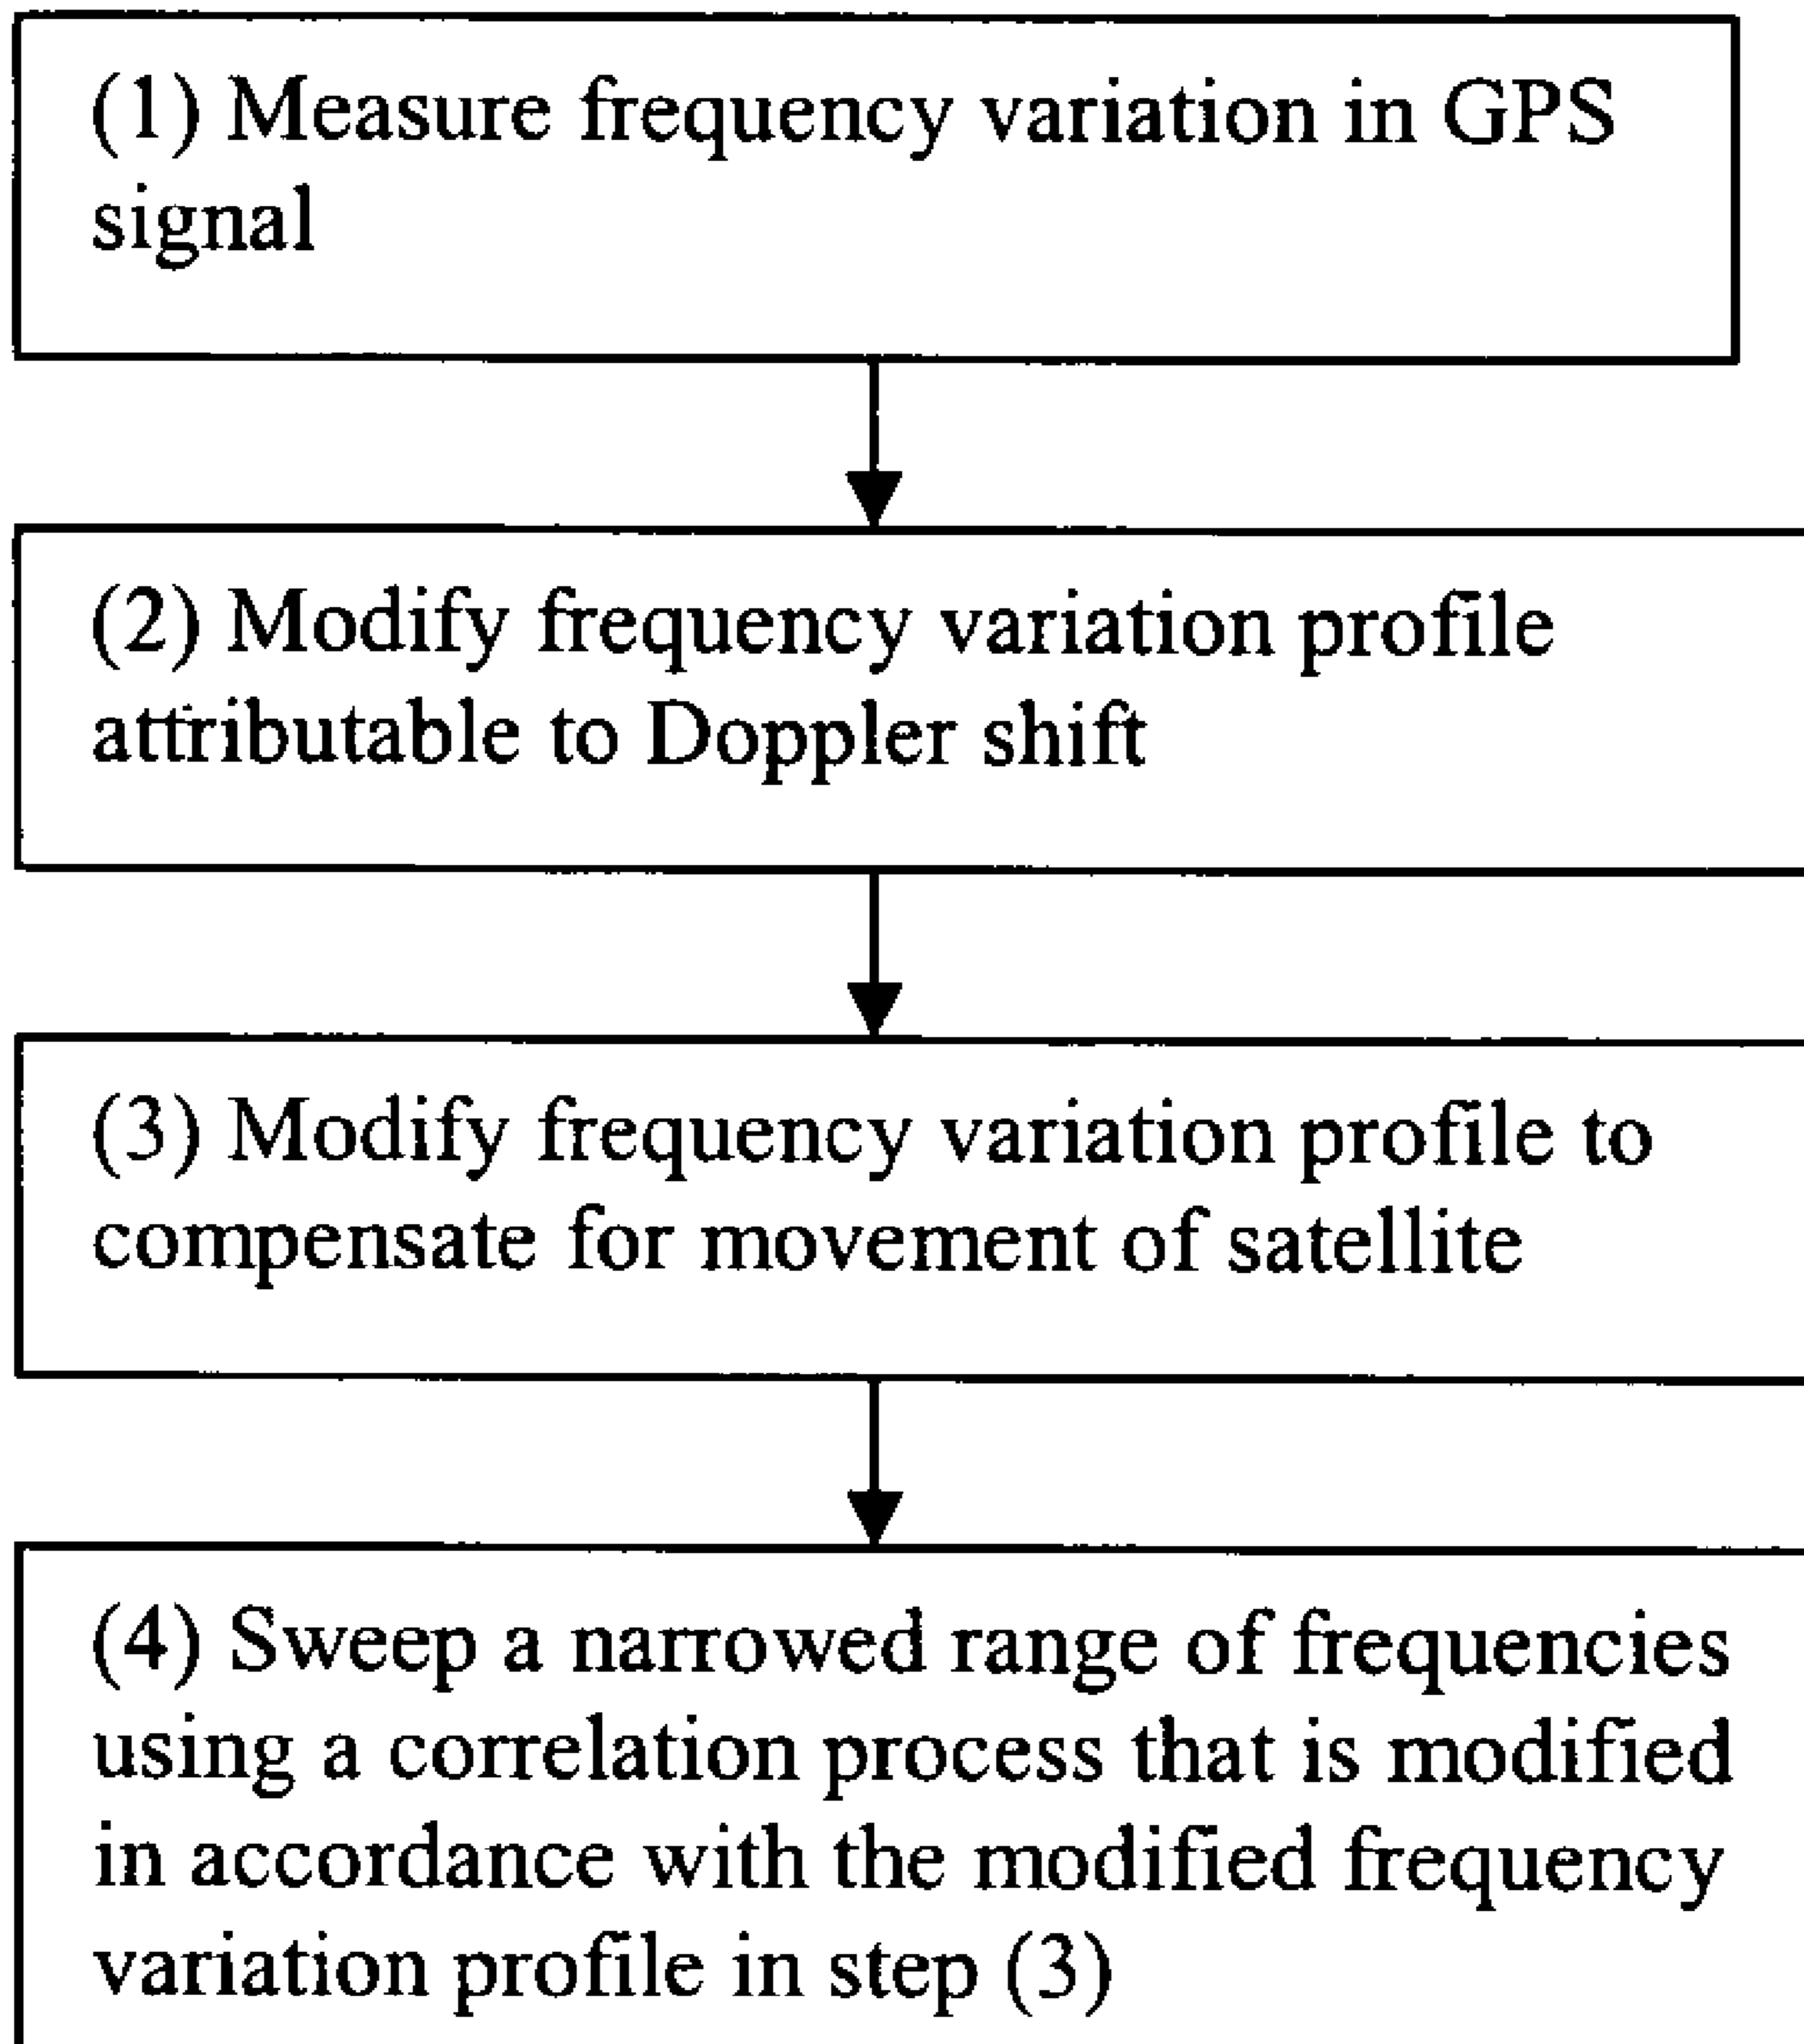 (1) Measure frequency variation in GPS
signal
(2) Modify frequency variation profile
attributable to Doppler shift
(3) Modify frequency variation profile to
compensate for movement of satellite
(4) Sweep a narrowed range of frequencies
using a correlation process that is modified
in accordance with the modified frequency
variation profile in step (3)